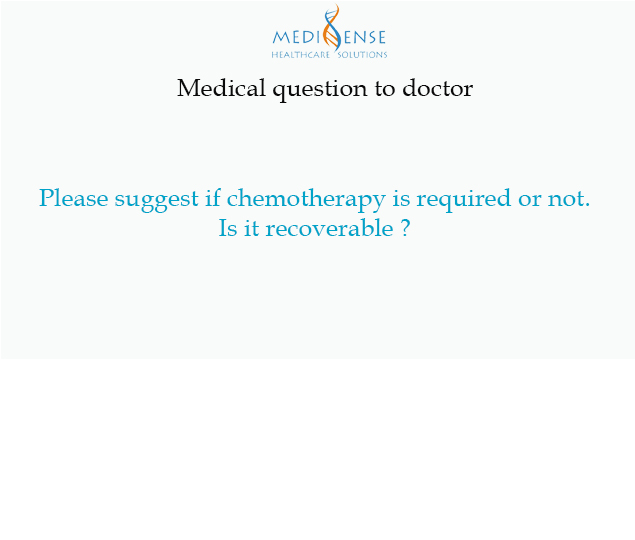 MEDISENSE
HEALTHCARE SOLUTIONS
Medical question to doctor
Please suggest if chemotherapy is required or not.
Is it recoverable ?